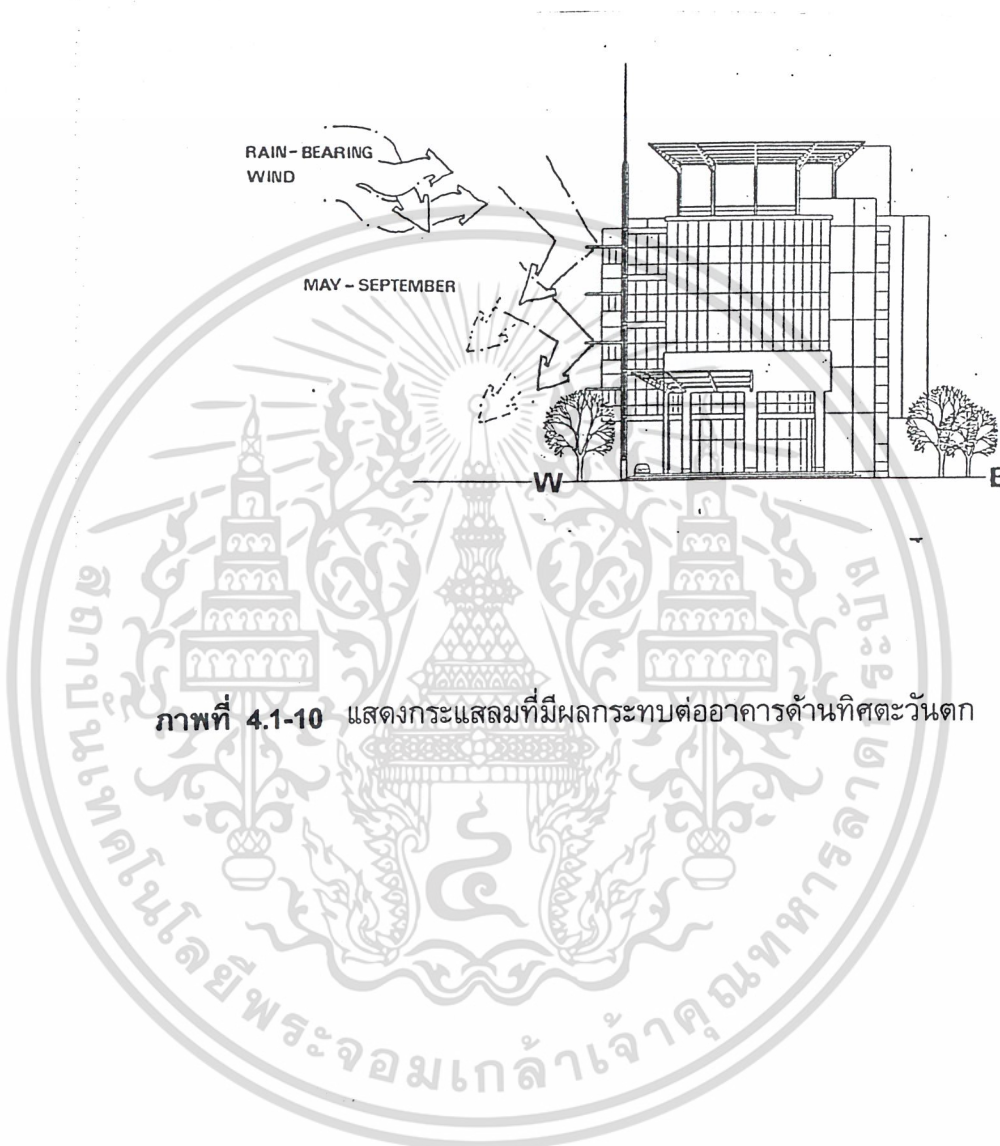 RAIN-BEARING
WIND
MAY - SEPTEMBER
W
E
ภาพที่ 4.1-10 แสดงกระแสลมที่มีผลกระทบต่ออาคารด้านทิศตะวันตก
สถาบันเทคโนโลยีพระจอมเกล้าเจ้าคุณทหารลาดกระบัง